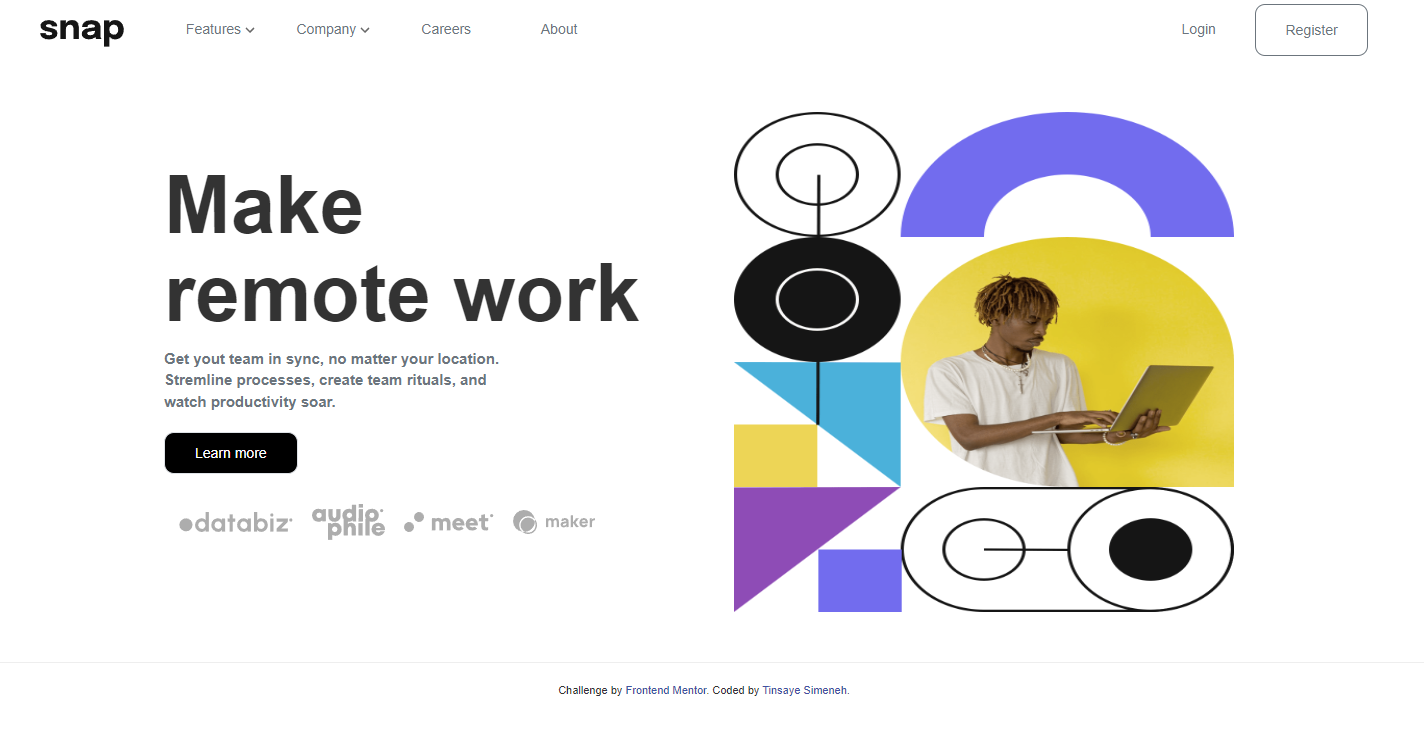 snap
Features
Company
Careers
About
Login
Register
Make
remote work
Get yout team in sync, no matter your location.
Stremline processes, create team rituals, and
watch productivity soar.
Learn more
databiz
audiophile
meet
maker
Challenge by Frontend Mentor. Coded by Tinsaye Simeneh.